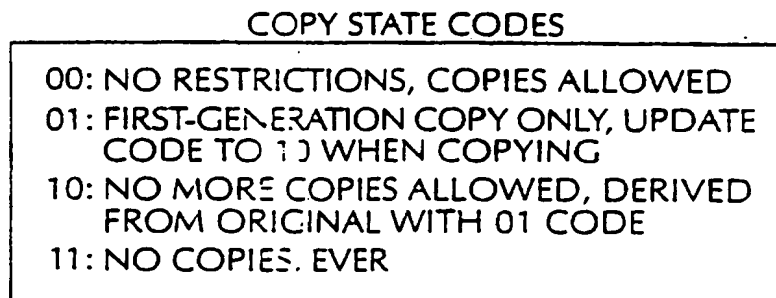 COPY STATE CODES
00: NO RESTRICTIONS, COPIES ALLOWED
01: FIRST-GENERATION COPY ONLY, UPDATE
CODE TO 10 WHEN COPYING
10: NO MORE COPIES ALLOWED, DERIVED
FROM ORIGINAL WITH 01 CODE
11: NO COPIES. EVER